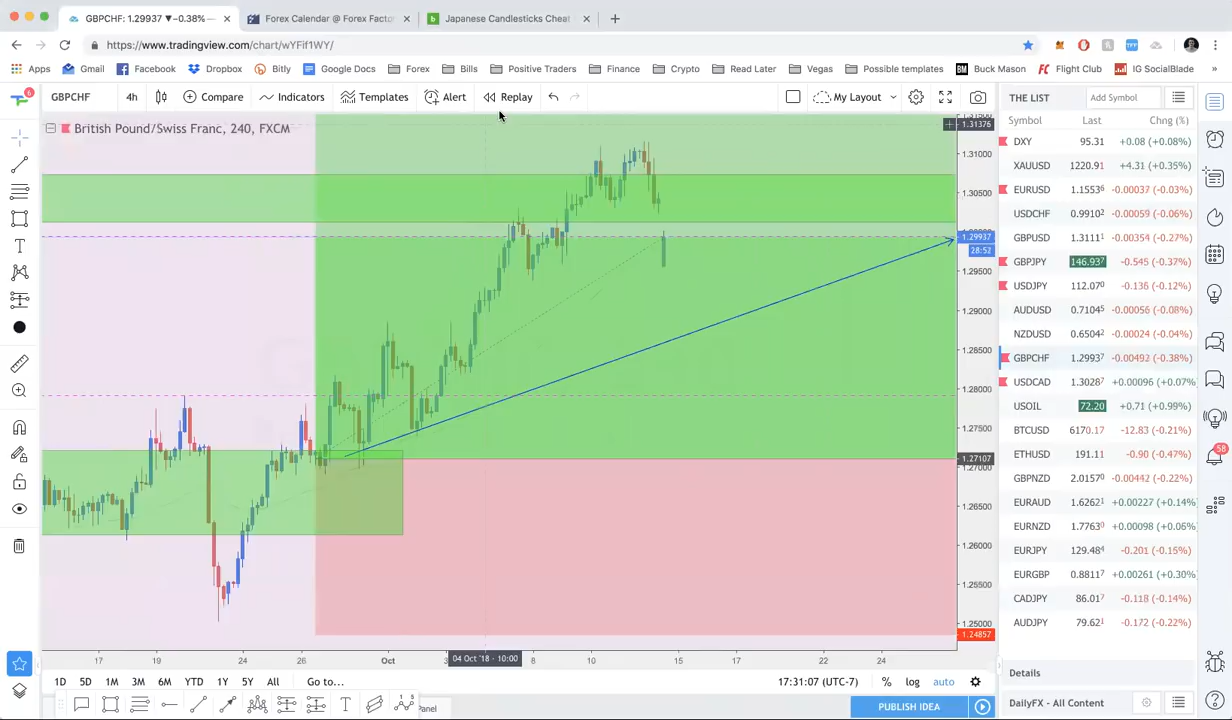 GBPCHF: 1.29937 ▼−0.38%
Forex Calendar @ Forex Facto
Japanese Candlesticks Cheat
https://www.tradingview.com/chart/wYFif1WY/
Apps Gmail Facebook Dropbox Bitly Google Docs Forex Bills Positive Traders Finance Crypto Read Later Vegas Possible templates Buck Mason Flight Club IG SocialBlade
GBPCHF 4h Compare Indicators Templates Alert Replay My Layout
British Pound/Swiss Franc, 240, FXCM
1.31376
1.31000
1.30500
1.29937
28:52
1.29500
1.29000
1.28500
1.28000
1.27500
1.27107
1.27000
1.26500
1.26000
1.25500
1.25000
1.24857
17 19 24 26 Oct 3 04 Oct '18 - 10:00 8 10 15 17 22 24
1D 5D 1M 3M 6M YTD 1Y 5Y All Go to... 17:31:07 (UTC-7) % log auto
Panel
PUBLISH IDEA
THE LIST Add Symbol
Symbol Last Chng (%)
DXY 95.31 +0.08 (+0.08%)
XAUUSD 1220.91 +4.31 (+0.35%)
EURUSD 1.15536 -0.00037 (-0.03%)
USDCHF 0.99102 -0.00059 (-0.06%)
GBPUSD 1.31111 -0.00354 (-0.27%)
GBPJPY 146.937 -0.545 (-0.37%)
USDJPY 112.070 -0.136 (-0.12%)
AUDUSD 0.71045 -0.00056 (-0.08%)
NZDUSD 0.65042 -0.00024 (-0.04%)
GBPCHF 1.29937 -0.00492 (-0.38%)
USDCAD 1.30287 +0.00096 (+0.07%)
USOIL 72.20 +0.71 (+0.99%)
BTCUSD 6170.17 -12.83 (-0.21%)
ETHUSD 191.11 -0.90 (-0.47%)
GBPNZD 2.01570 -0.00442 (-0.22%)
EURAUD 1.62621 +0.00227 (+0.14%)
EURNZD 1.77630 +0.00098 (+0.06%)
EURJPY 129.484 -0.201 (-0.15%)
EURGBP 0.88117 +0.00261 (+0.30%)
CADJPY 86.017 -0.118 (-0.14%)
AUDJPY 79.621 -0.172 (-0.22%)
Details
DailyFX - All Content
6
58